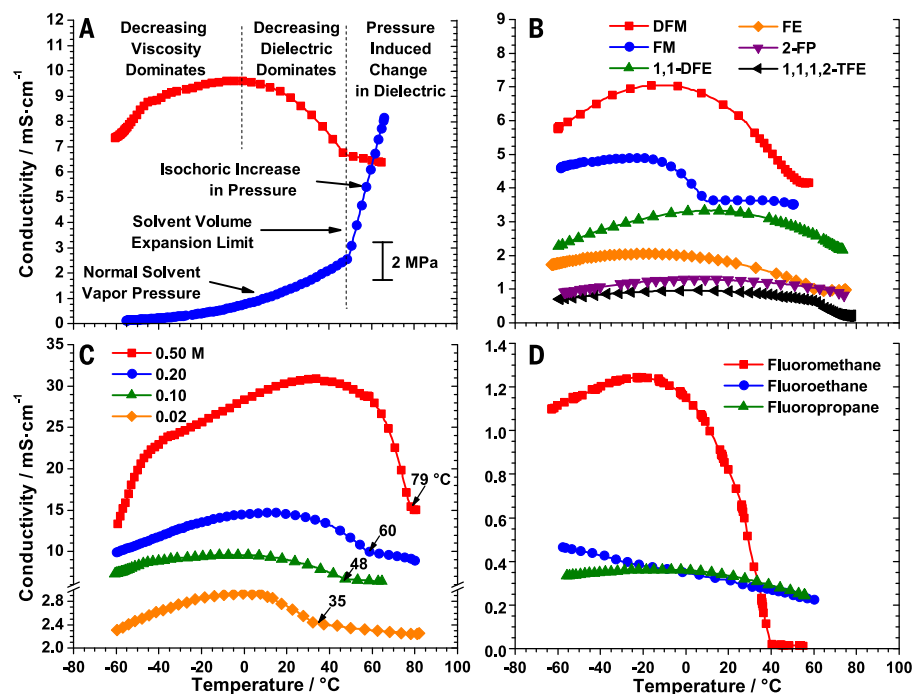 A
Decreasing
Viscosity
Dominates
Decreasing
Dielectric
Dominates
Pressure
Induced
Change
in Dielectric
Isochoric Increase
in Pressure
Solvent Volume
Expansion Limit
Normal Solvent
Vapor Pressure
2 MPa
Conductivity / mS·cm⁻¹
12
11
10
9
8
7
6
5
4
3
2
1
0
B
DFM
FM
1,1-DFE
FE
2-FP
1,1,1,2-TFE
9
8
7
6
5
4
3
2
1
0
C
0.50 M
0.20
0.10
0.02
79 °C
60
48
35
Conductivity / mS·cm⁻¹
35
30
25
20
15
10
2.8
2.4
2.0
-80 -60 -40 -20 0 20 40 60 80 100
Temperature / °C
D
Fluoromethane
Fluoroethane
Fluoropropane
1.4
1.2
1.0
0.8
0.6
0.4
0.2
0.0
-80 -60 -40 -20 0 20 40 60 80 100
Temperature / °C